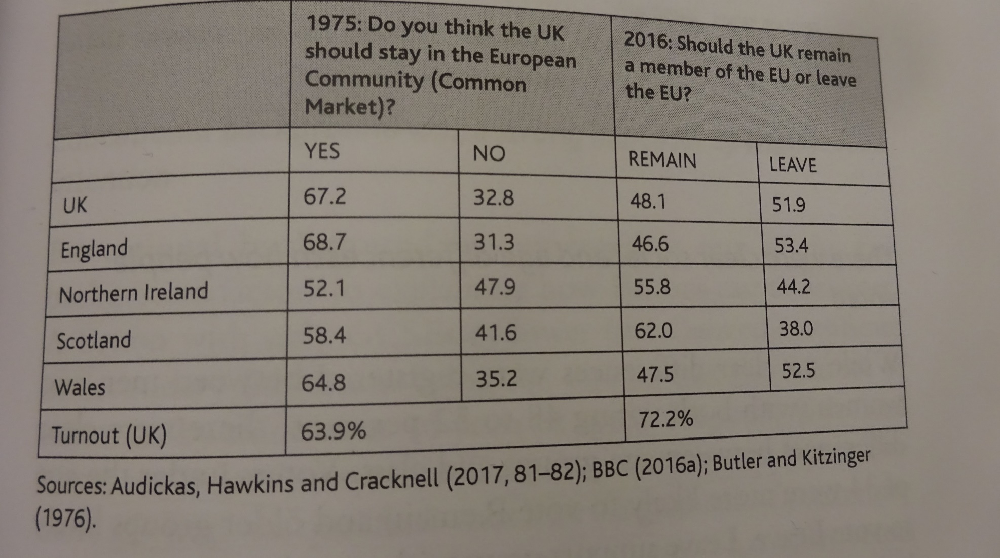 1975: Do you think the UK
should stay in the European
Community (Common
Market)?
2016: Should the UK remain
a member of the EU or leave
the EU?
YES NO REMAIN LEAVE
UK 67.2 32.8 48.1 51.9
England 68.7 31.3 46.6 53.4
Northern Ireland 52.1 47.9 55.8 44.2
Scotland 58.4 41.6 62.0 38.0
Wales 64.8 35.2 47.5 52.5
Turnout (UK) 63.9% 72.2%
Sources: Audickas, Hawkins and Cracknell (2017, 81–82); BBC (2016a); Butler and Kitzinger
(1976).